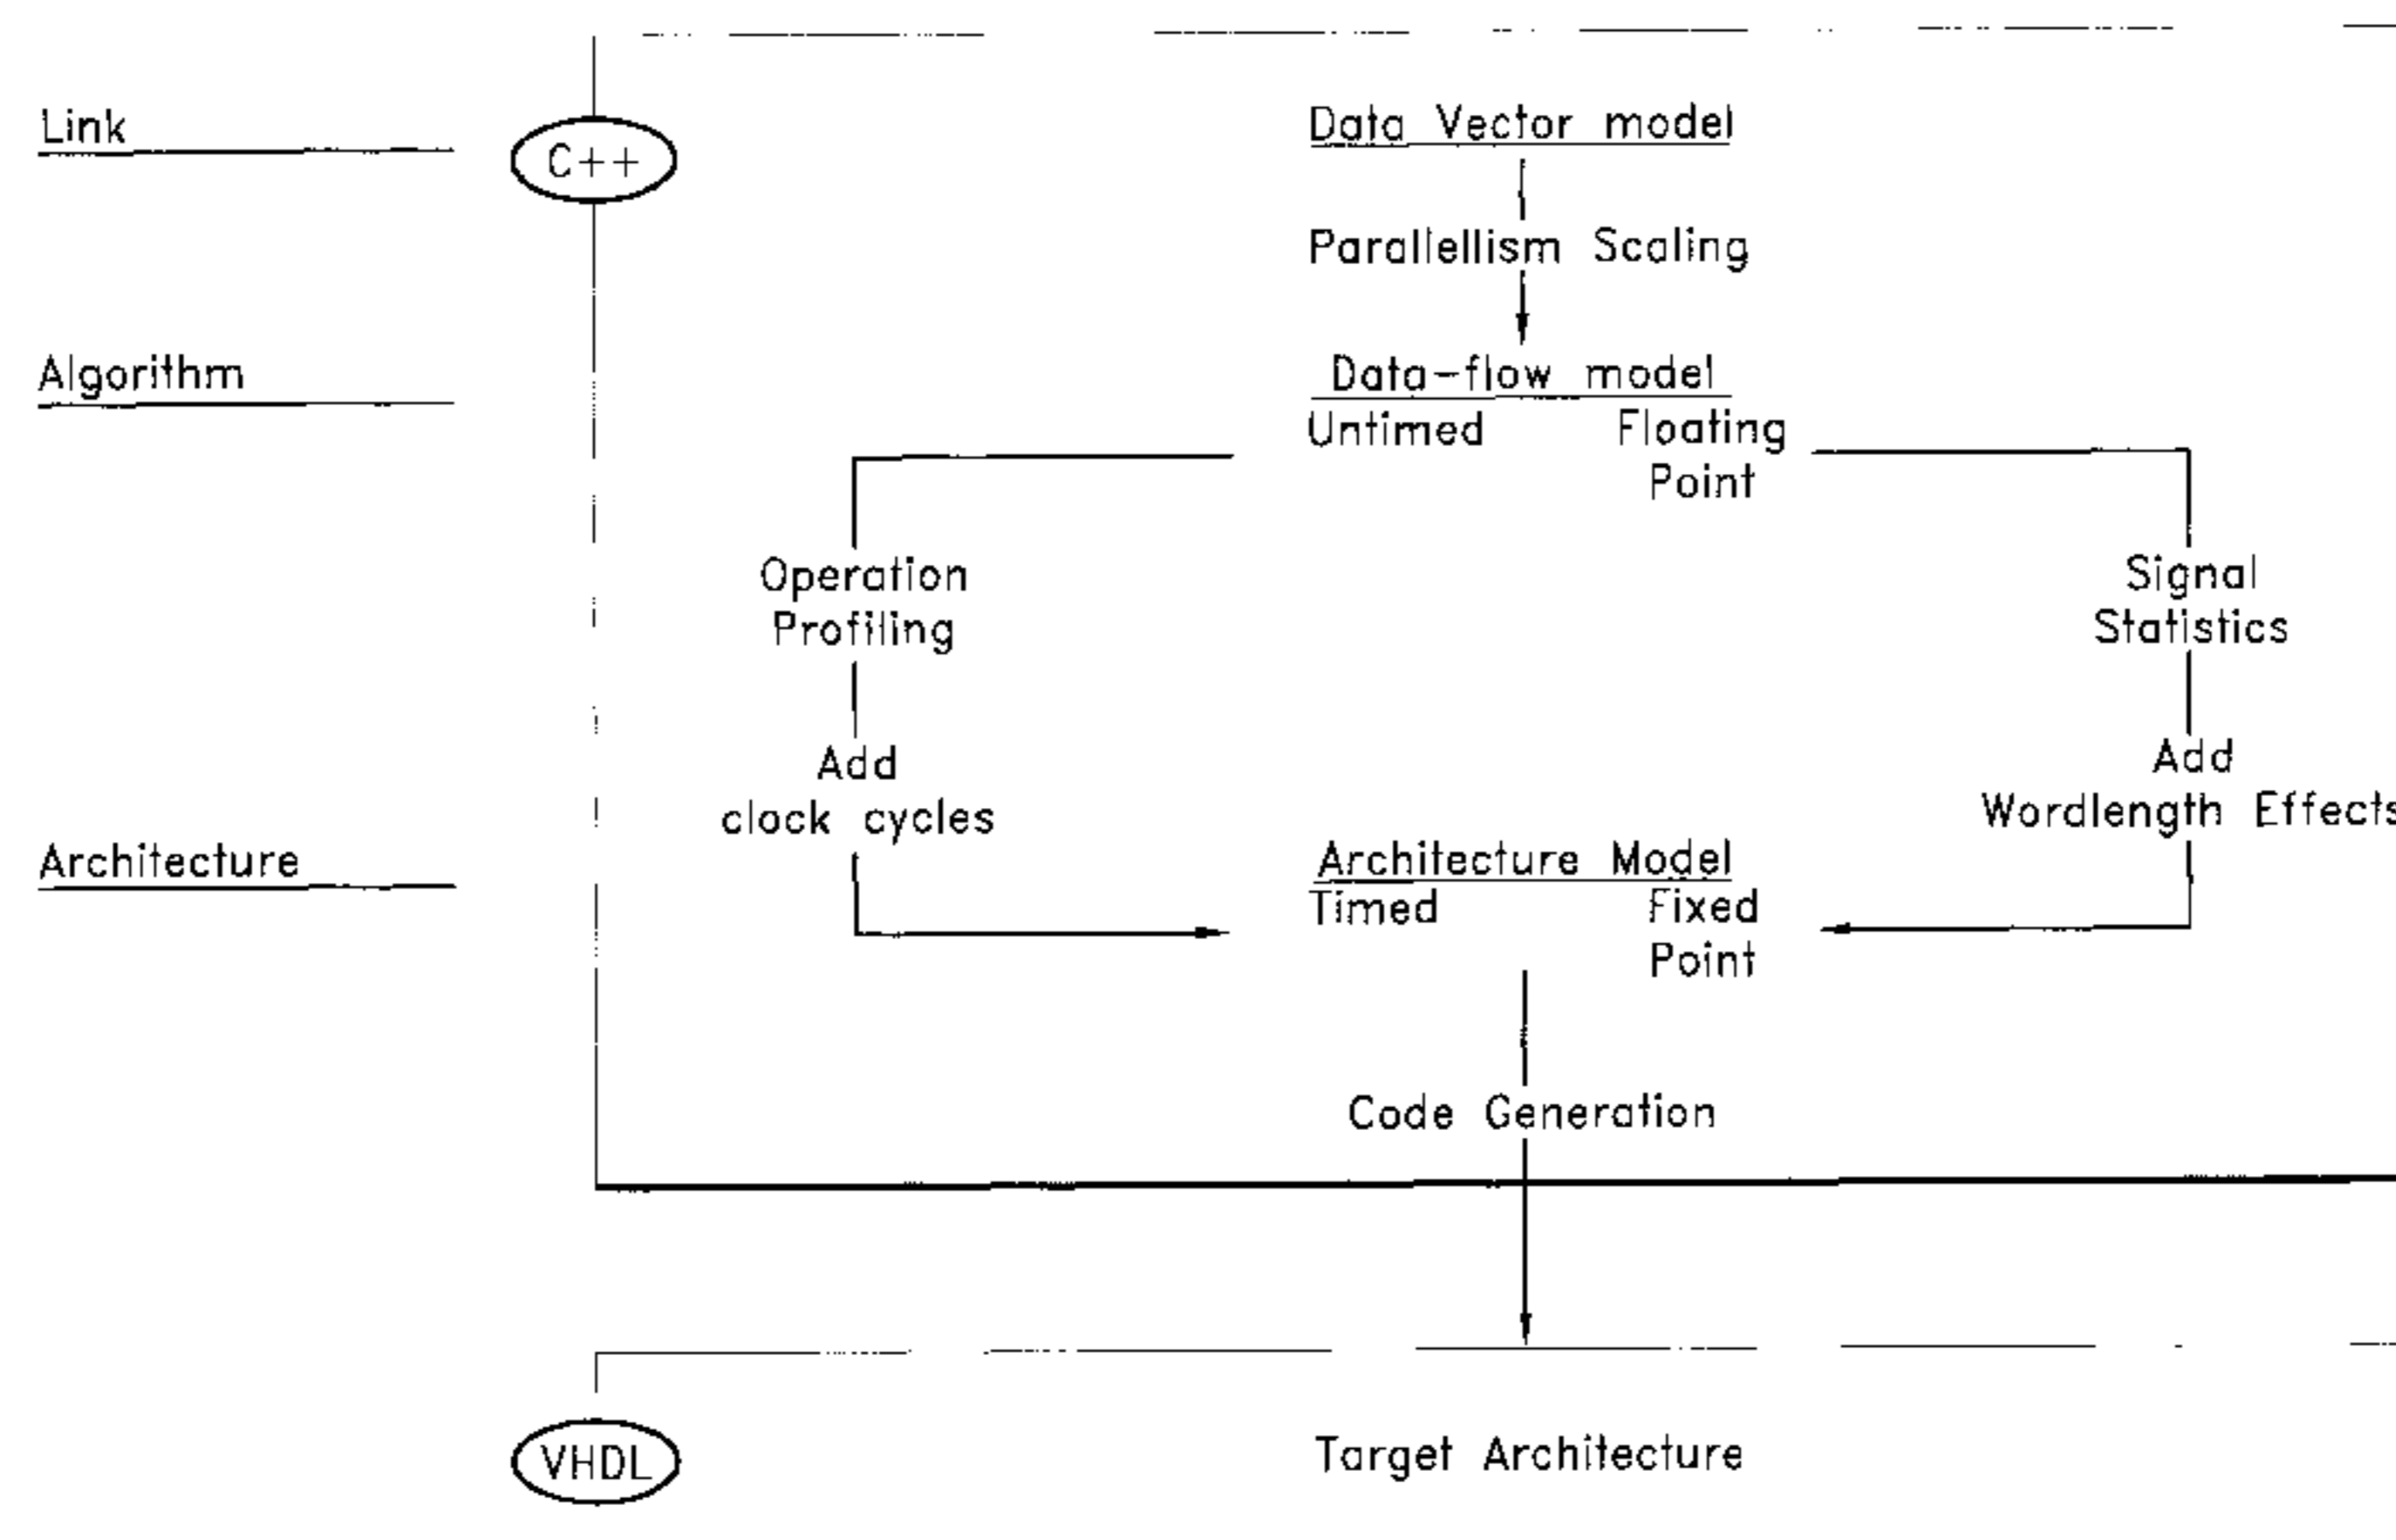 Link
C++
Data Vector model
Parallellism Scaling
Algorithm
Data-flow model
Untimed Floating
Point
Operation
Profiling
Signal
Statistics
Add
clock cycles
Add
Wordlength Effects
Architecture
Architecture Model
Timed Fixed
Point
Code Generation
VHDL
Target Architecture